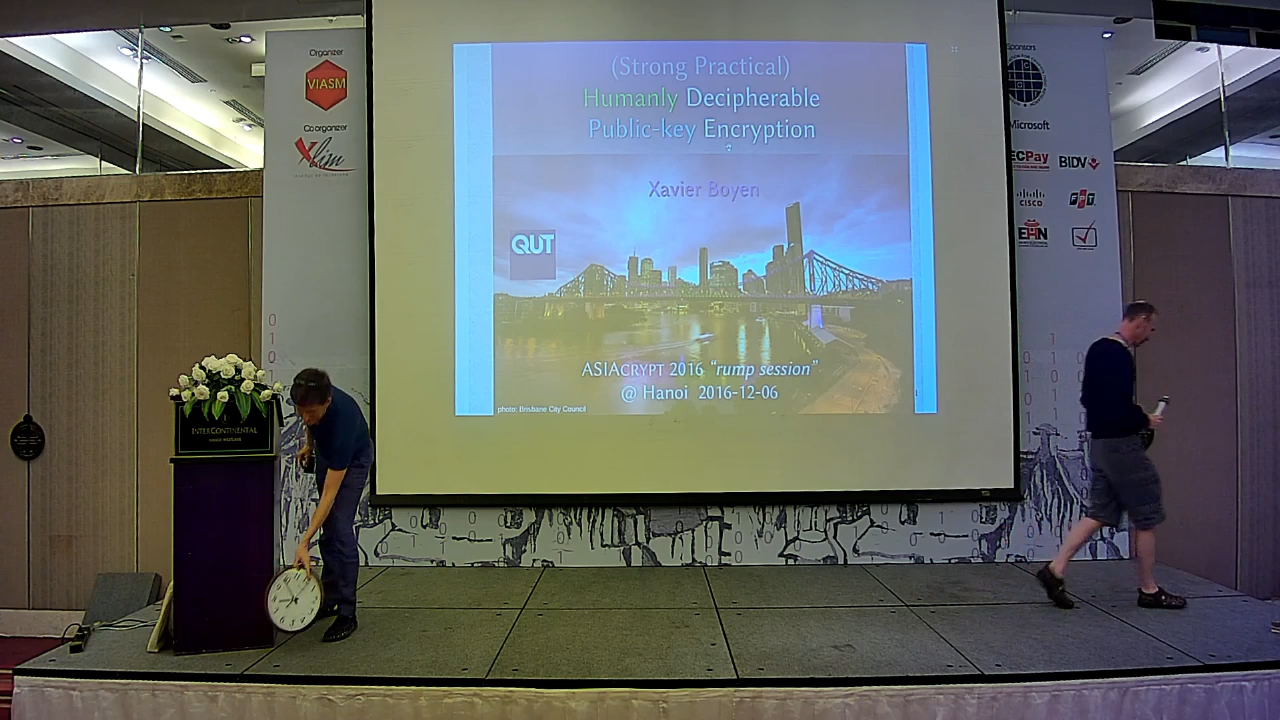 Organizer
VIASM
Co organizer
Xlim
(Strong Practical)
Humanly Decipherable
Public-key Encryption
Xavier Boyen
QUT
ASIACRYPT 2016 "rump session"
@ Hanoi 2016-12-06
photo: Brisbane City Council
Sponsors
Microsoft
ECPay
BIDV
CISCO
FPT
INTERCONTINENTAL